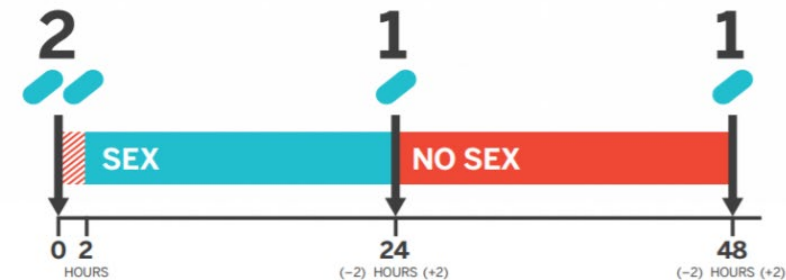 2 1 1
SEX NO SEX
0 2 24 48
HOURS (−2) HOURS (+2) (−2) HOURS (+2)